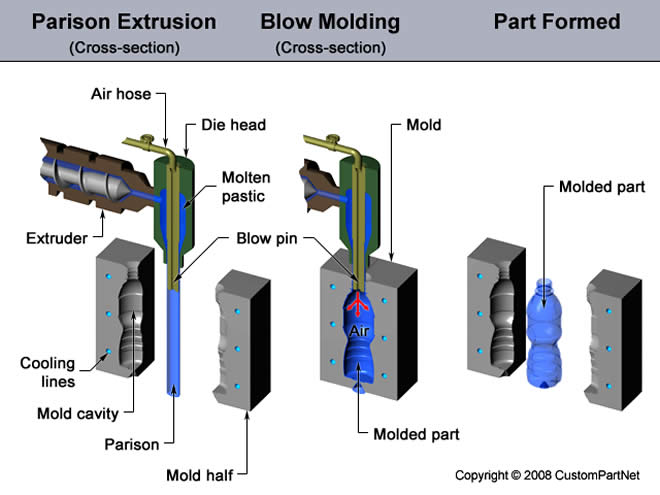 Parison Extrusion
(Cross-section)
Blow Molding
(Cross-section)
Part Formed
Air hose
Die head
Mold
Molten
pastic
Molded part
Extruder
Blow pin
Air
Cooling
lines
Mold cavity
Parison
Molded part
Mold half
Copyright © 2008 CustomPartNet